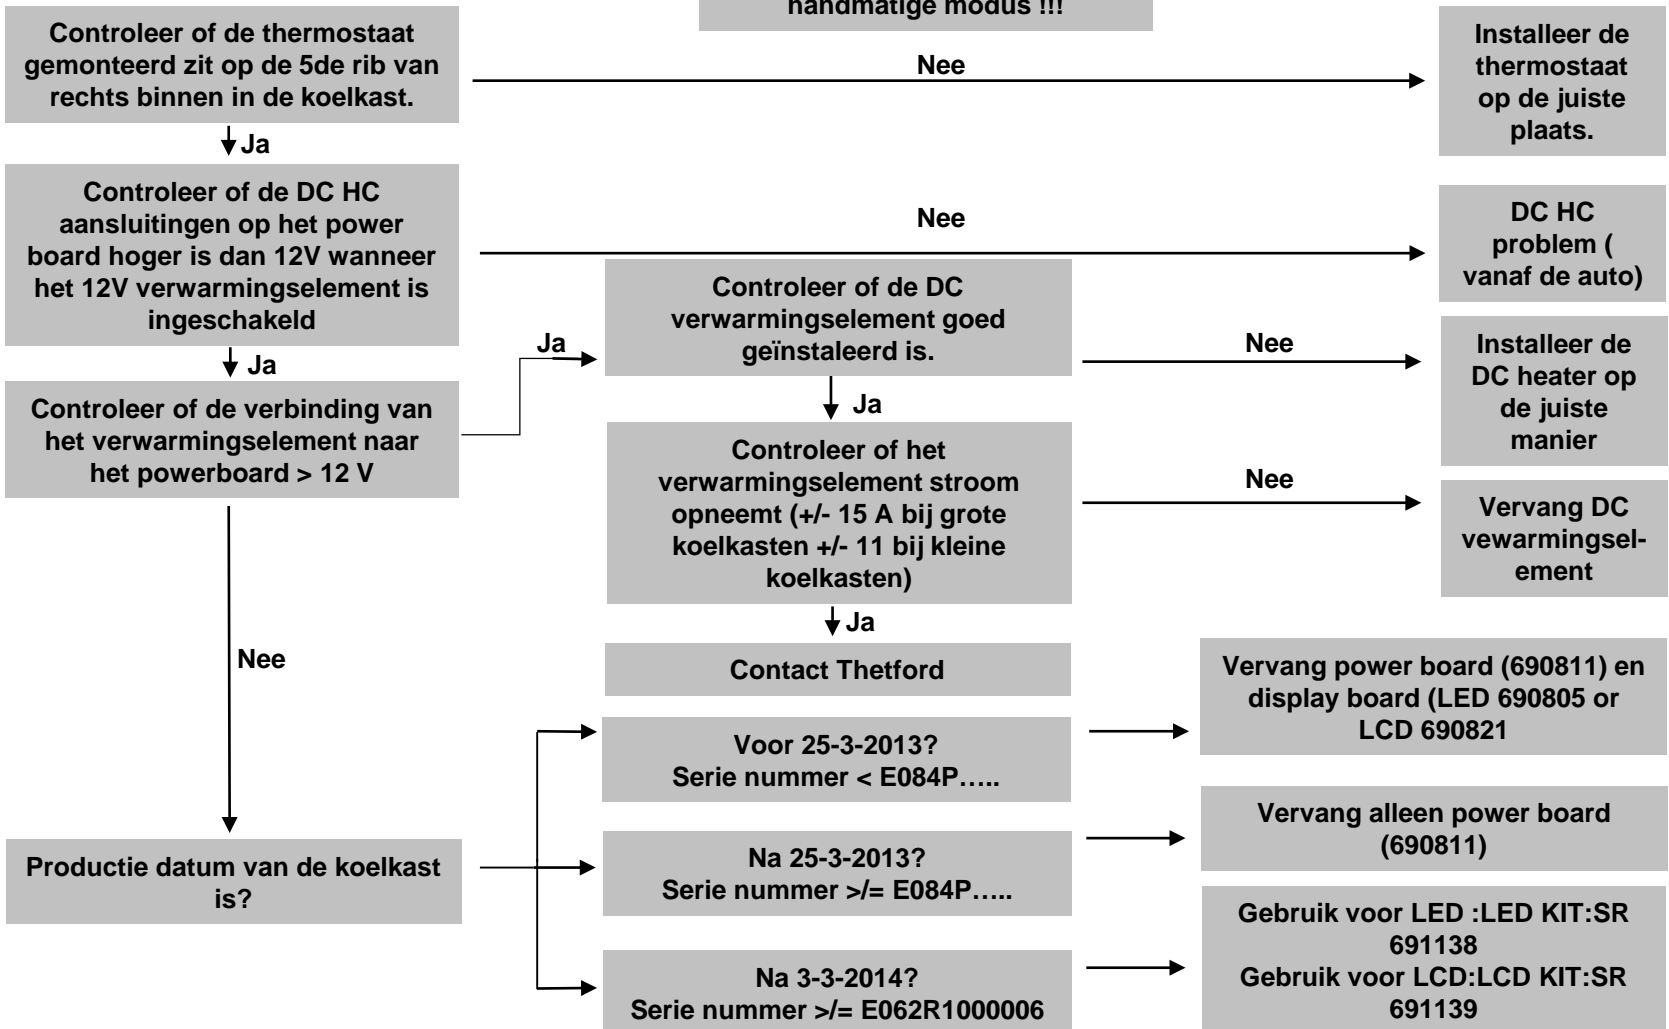 handmatige modus !!!
Controleer of de thermostaat
gemonteerd zit op de 5de rib van
rechts binnen in de koelkast.
Nee
Installeer de
thermostaat
op de juiste
plaats.
Ja
Controleer of de DC HC
aansluitingen op het power
board hoger is dan 12V wanneer
het 12V verwarmingselement is
ingeschakeld
Nee
DC HC
problem (
vanaf de auto)
Ja
Controleer of de verbinding van
het verwarmingselement naar
het powerboard > 12 V
Ja
Controleer of de DC
verwarmingselement goed
geïnstaleerd is.
Nee
Installeer de
DC heater op
de juiste
manier
Ja
Controleer of het
verwarmingselement stroom
opneemt (+/- 15 A bij grote
koelkasten +/- 11 bij kleine
koelkasten)
Nee
Vervang DC
vewarmingsel-
ement
Ja
Contact Thetford
Nee
Productie datum van de koelkast
is?
Voor 25-3-2013?
Serie nummer < E084P…..
Vervang power board (690811) en
display board (LED 690805 or
LCD 690821
Na 25-3-2013?
Serie nummer >/= E084P…..
Vervang alleen power board
(690811)
Na 3-3-2014?
Serie nummer >/= E062R1000006
Gebruik voor LED :LED KIT:SR
691138
Gebruik voor LCD:LCD KIT:SR
691139